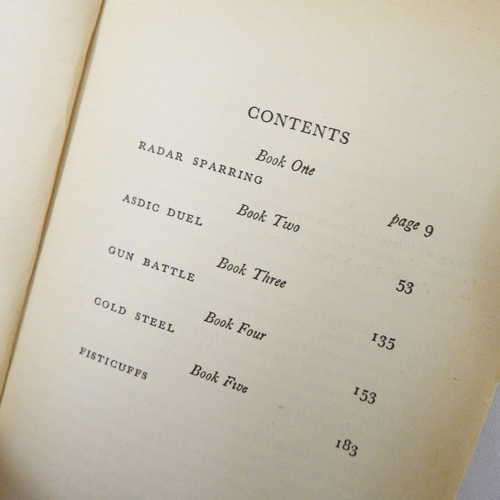 CONTENTS
Book One
RADAR SPARRING page 9
Book Two
ASDIC DUEL 53
Book Three
GUN BATTLE 135
Book Four
COLD STEEL 153
Book Five
FISTICUFFS 183